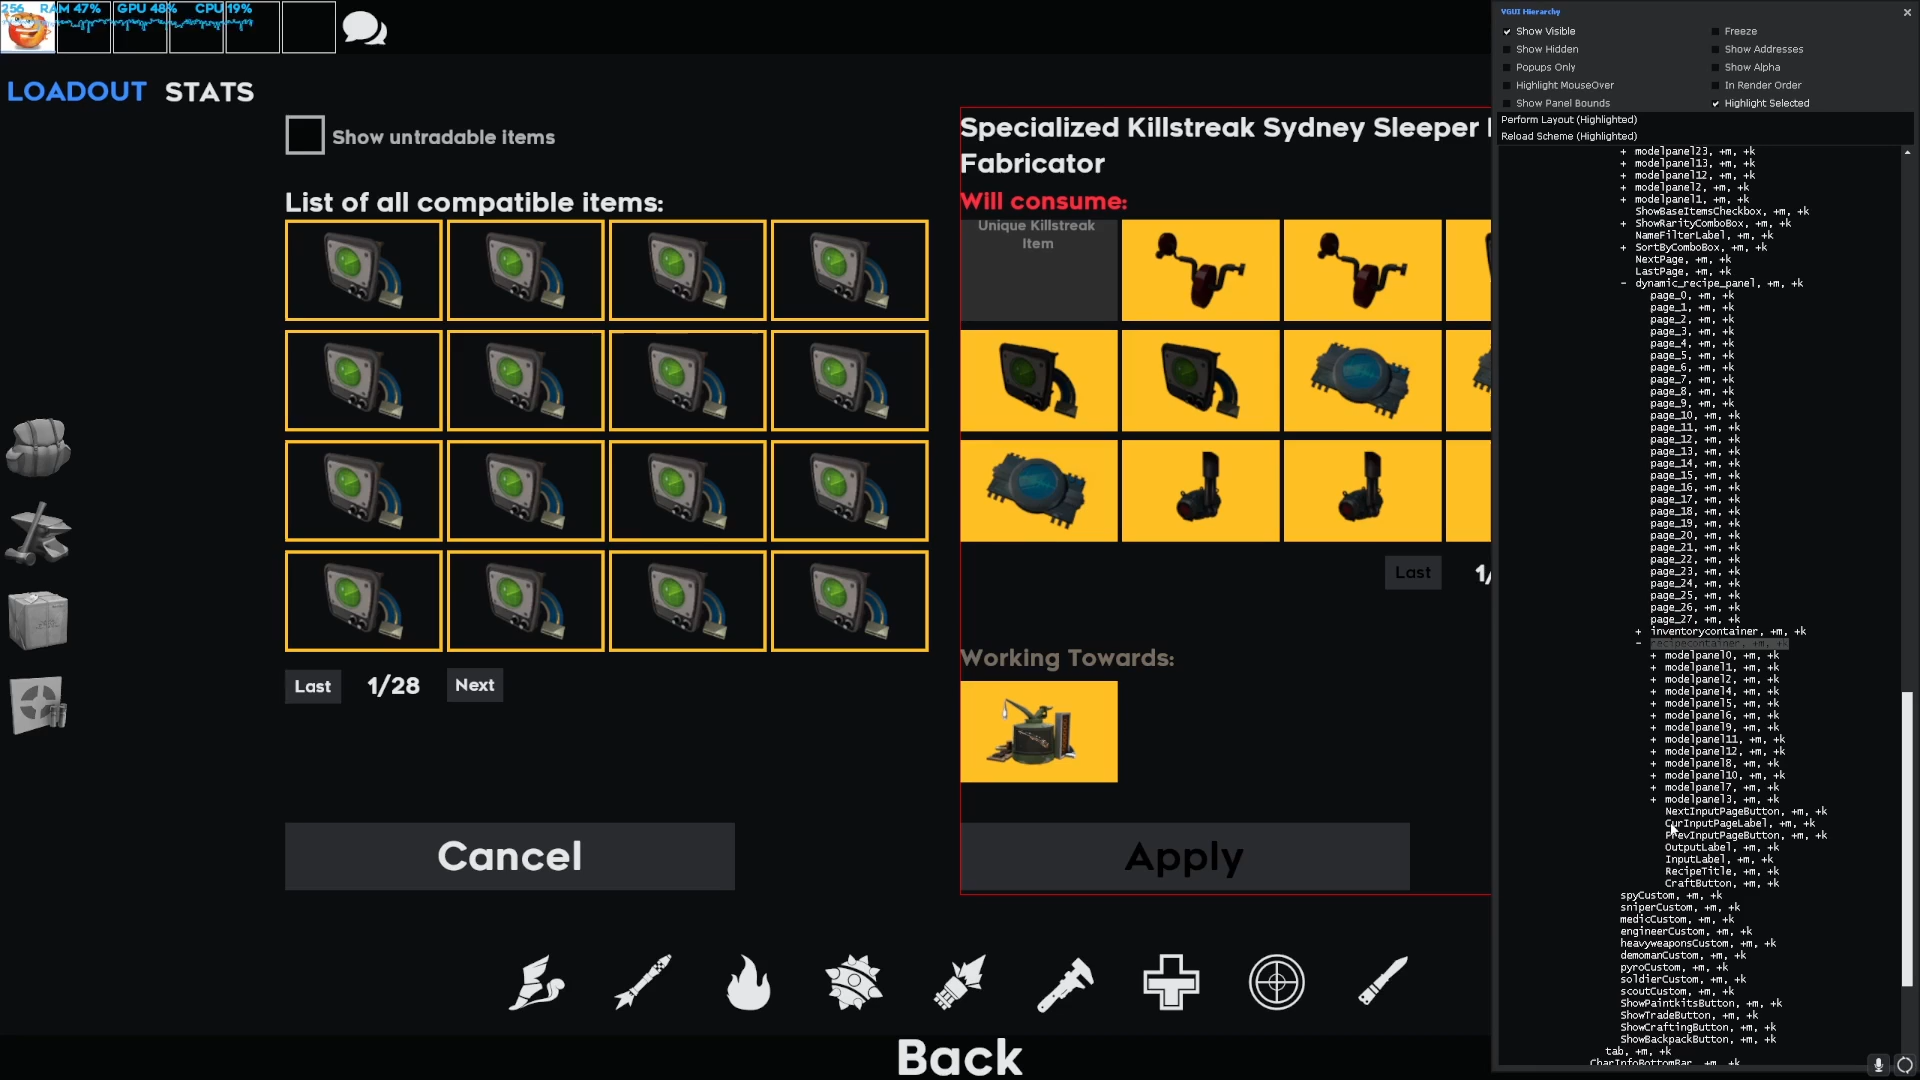 256 RAM 47% GPU 48% CPU 19%
LOADOUT STATS
Show untradable items
List of all compatible items:
Last 1/28 Next
Cancel
Specialized Killstreak Sydney Sleeper
Fabricator
Will consume:
Unique Killstreak
Item
Last 1/
Working Towards:
Apply
Back
VGUI Hierarchy
Show Visible
Freeze
Show Hidden
Show Addresses
Popups Only
Show Alpha
Highlight MouseOver
In Render Order
Show Panel Bounds
Highlight Selected
Perform Layout (Highlighted)
Reload Scheme (Highlighted)
+ modelpanel23, +m, +k
+ modelpanel13, +m, +k
+ modelpanel12, +m, +k
+ modelpanel2, +m, +k
+ modelpanel1, +m, +k
ShowBaseItemsCheckbox, +m, +k
+ ShowRarityComboBox, +m, +k
NameFilterLabel, +m, +k
+ SortByComboBox, +m, +k
NextPage, +m, +k
LastPage, +m, +k
- dynamic_recipe_panel, +m, +k
page_0, +m, +k
page_1, +m, +k
page_2, +m, +k
page_3, +m, +k
page_4, +m, +k
page_5, +m, +k
page_6, +m, +k
page_7, +m, +k
page_8, +m, +k
page_9, +m, +k
page_10, +m, +k
page_11, +m, +k
page_12, +m, +k
page_13, +m, +k
page_14, +m, +k
page_15, +m, +k
page_16, +m, +k
page_17, +m, +k
page_18, +m, +k
page_19, +m, +k
page_20, +m, +k
page_21, +m, +k
page_22, +m, +k
page_23, +m, +k
page_24, +m, +k
page_25, +m, +k
page_26, +m, +k
page_27, +m, +k
+ inventorycontainer, +m, +k
- recipecontainer, +m, +k
+ modelpanel0, +m, +k
+ modelpanel1, +m, +k
+ modelpanel2, +m, +k
+ modelpanel4, +m, +k
+ modelpanel5, +m, +k
+ modelpanel6, +m, +k
+ modelpanel9, +m, +k
+ modelpanel11, +m, +k
+ modelpanel12, +m, +k
+ modelpanel8, +m, +k
+ modelpanel10, +m, +k
+ modelpanel7, +m, +k
+ modelpanel3, +m, +k
NextInputPageButton, +m, +k
CurInputPageLabel, +m, +k
PrevInputPageButton, +m, +k
OutputLabel, +m, +k
InputLabel, +m, +k
RecipeTitle, +m, +k
CraftButton, +m, +k
spyCustom, +m, +k
sniperCustom, +m, +k
medicCustom, +m, +k
engineerCustom, +m, +k
heavyweaponsCustom, +m, +k
demomanCustom, +m, +k
pyroCustom, +m, +k
soldierCustom, +m, +k
scoutCustom, +m, +k
ShowPaintkitsButton, +m, +k
ShowTradeButton, +m, +k
ShowCraftingButton, +m, +k
ShowBackpackButton, +m, +k
tab, +m, +k
CharInfoBottomBar, +m, +k